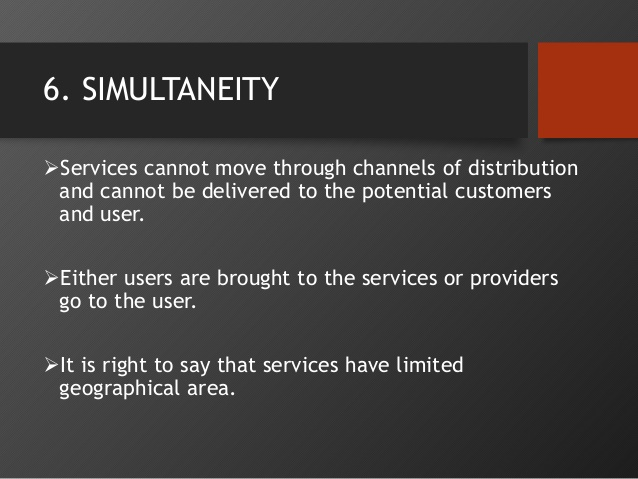 6. SIMULTANEITY
➢Services cannot move through channels of distribution
and cannot be delivered to the potential customers
and user.
➢Either users are brought to the services or providers
go to the user.
➢It is right to say that services have limited
geographical area.